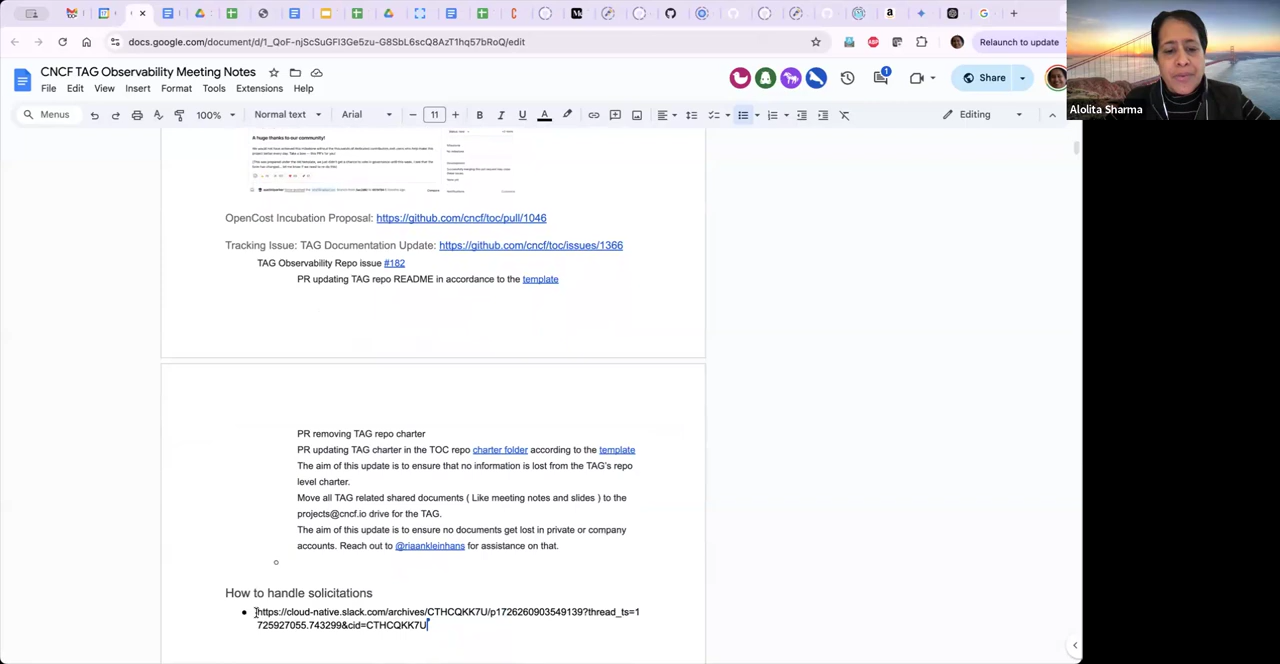 docs.google.com/document/d/1_QoF-njScSuGFl3Ge5zu-G8SbL6scQ8AzT1hq57bRoQ/edit
Relaunch to update
CNCF TAG Observability Meeting Notes
File Edit View Insert Format Tools Extensions Help
1
Share
Menus
100%
Normal text
Arial
11
B I U A
Editing
Alolita Sharma
A huge thanks to our community!
OpenCost Incubation Proposal: https://github.com/cncf/toc/pull/1046
Tracking Issue: TAG Documentation Update: https://github.com/cncf/toc/issues/1366
TAG Observability Repo issue #182
PR updating TAG repo README in accordance to the template
PR removing TAG repo charter
PR updating TAG charter in the TOC repo charter folder according to the template
The aim of this update is to ensure that no information is lost from the TAG's repo
level charter.
Move all TAG related shared documents ( Like meeting notes and slides ) to the
projects@cncf.io drive for the TAG.
The aim of this update is to ensure no documents get lost in private or company
accounts. Reach out to @riaankleinhans for assistance on that.
How to handle solicitations
https://cloud-native.slack.com/archives/CTHCQKK7U/p1726260903549139?thread_ts=1
725927055.743299&cid=CTHCQKK7U